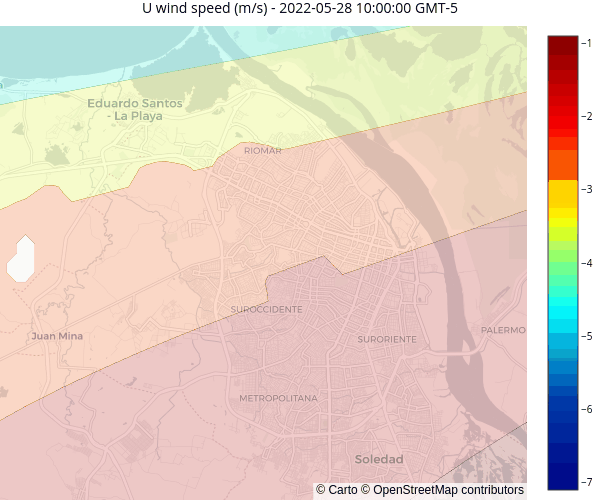 U wind speed (m/s) - 2022-05-28 10:00:00 GMT-5
Eduardo Santos
- La Playa
RIOMAR
SUROCCIDENTE
Juan Mina
SURORIENTE
PALERMO
METROPOLITANA
Soledad
© Carto © OpenStreetMap contributors
−1
−2
−3
−4
−5
−6
−7